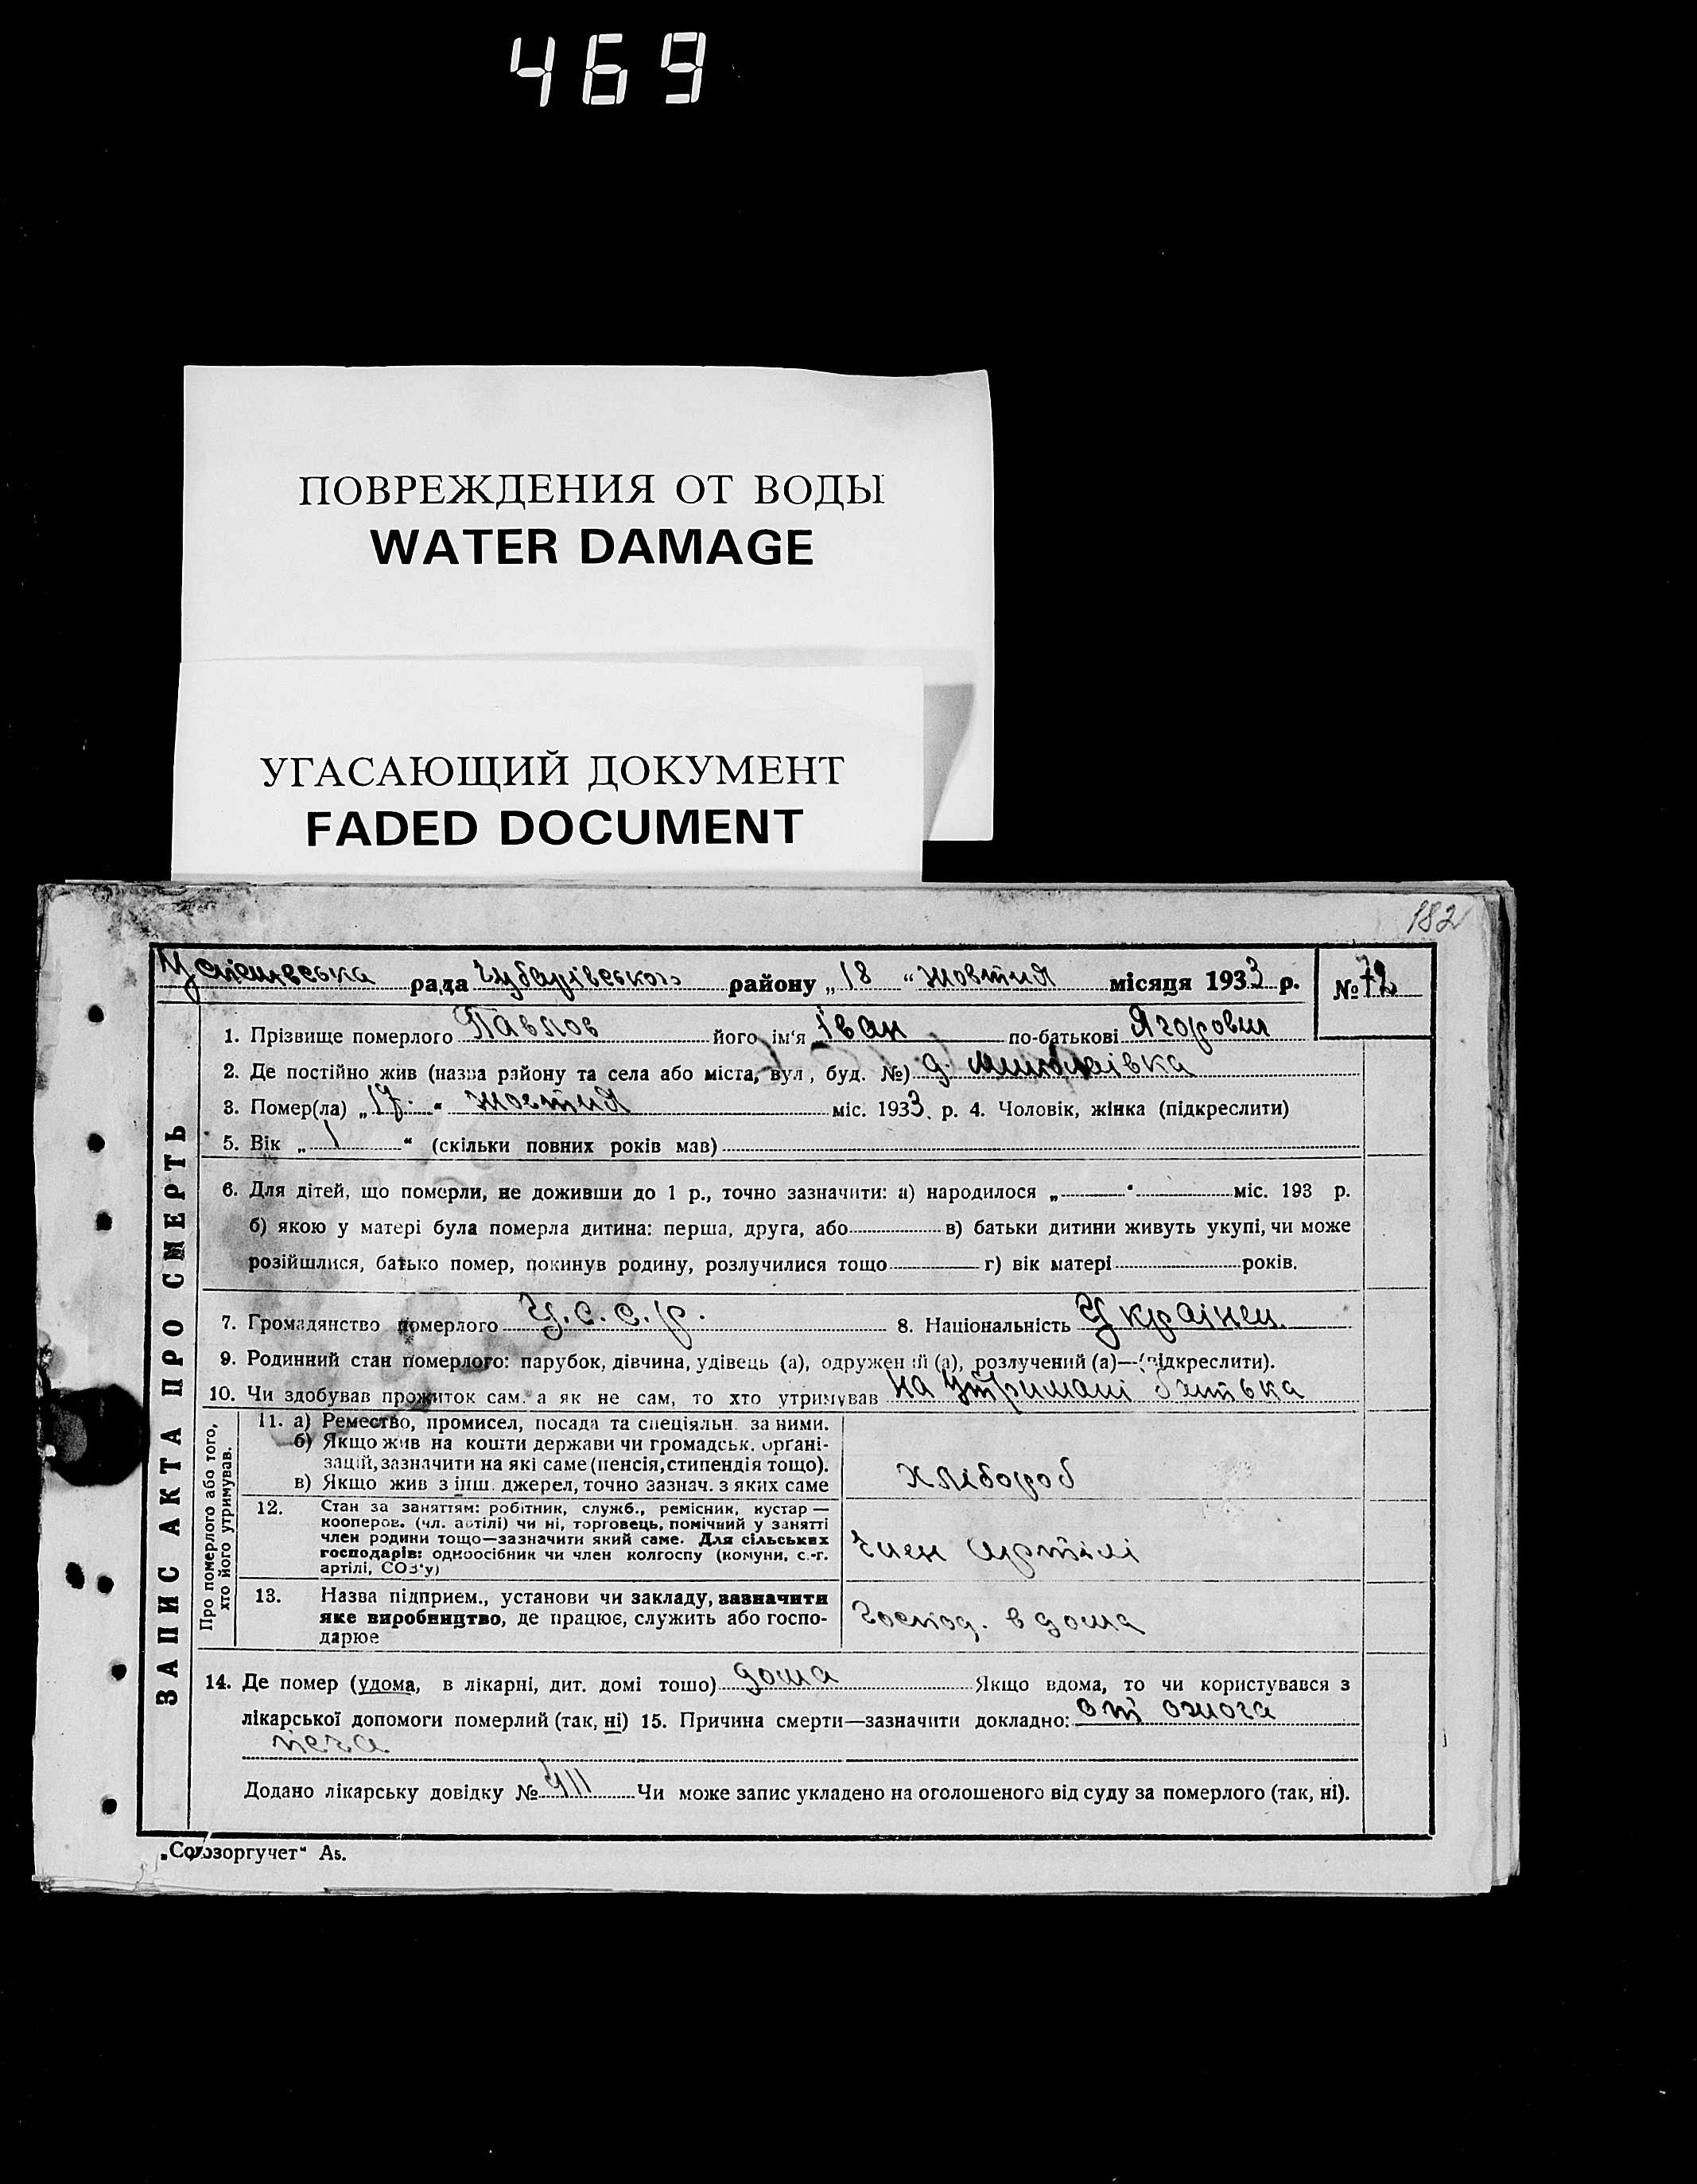 469
ПОВРЕЖДЕНИЯ ОТ ВОДЫ
WATER DAMAGE
УГАСАЮЩИЙ ДОКУМЕНТ
FADED DOCUMENT
182
рада Чубарівського району „18“ жовтня місяця 1933 р. № 72
1. Прізвище померлого Павлов його ім'я Іван по-батькові Ягорович
2. Де постійно жив (назва району та села або міста, вул, буд. №) д. Миколаівка
3. Помер(ла) „17“ жовтня міс. 1933. р. 4. Чоловік, жінка (підкреслити)
5. Вік „1“ (скільки повних років мав)
6. Для дітей, що померли, не доживши до 1 р., точно зазначити: а) народилося „ “ міс. 193 р.
б) якою у матері була померла дитина: перша, друга, або в) батьки дитини живуть укупі, чи може
розійшлися, батько помер, покинув родину, розлучилися тощо г) вік матері років.
7. Громадянство померлого У.С.С.Р. 8. Національність Украінец
9. Родинний стан померлого: парубок, дівчина, удівець (а), одружений (а), розлучений (а)—(підкреслити).
10. Чи здобував прожиток сам. а як не сам, то хто утримував на утримані батька
ЗАПИС АКТА ПРО СМЕРТЬ
Про померлого або того,
хто його утримував.
11. а) Ремество, промисел, посада та спеціяльн. за ними.
б) Якщо жив на кошти держави чи громадськ. органі-
зацій, зазначити на які саме (пенсія, стипендія тощо).
в) Якщо жив з інш. джерел, точно зазнач. з яких саме
хлібороб
12. Стан за заняттям: робітник, служб., ремісник, кустар —
кооперов. (чл. артілі) чи ні, торговець, помічний у занятті
член родини тощо—зазначити який саме. Для сільських
господарів: одноосібник чи член колгоспу (комуни, с.-г.
артілі, СОЗ'у)
Член артілі
13. Назва підприєм., установи чи закладу, зазначити
яке виробництво, де працює, служить або госпо-
дарює
Господ. в дома
14. Де помер (удома, в лікарні, дит. домі тощо) дома Якщо вдома, то чи користувався з
лікарської допомоги померлий (так, ні) 15. Причина смерти—зазначити докладно: от ожога
Додано лікарську довідку № Чи може запис укладено на оголошеного від суду за померлого (так, ні).
„Союзоргучет“ А5.